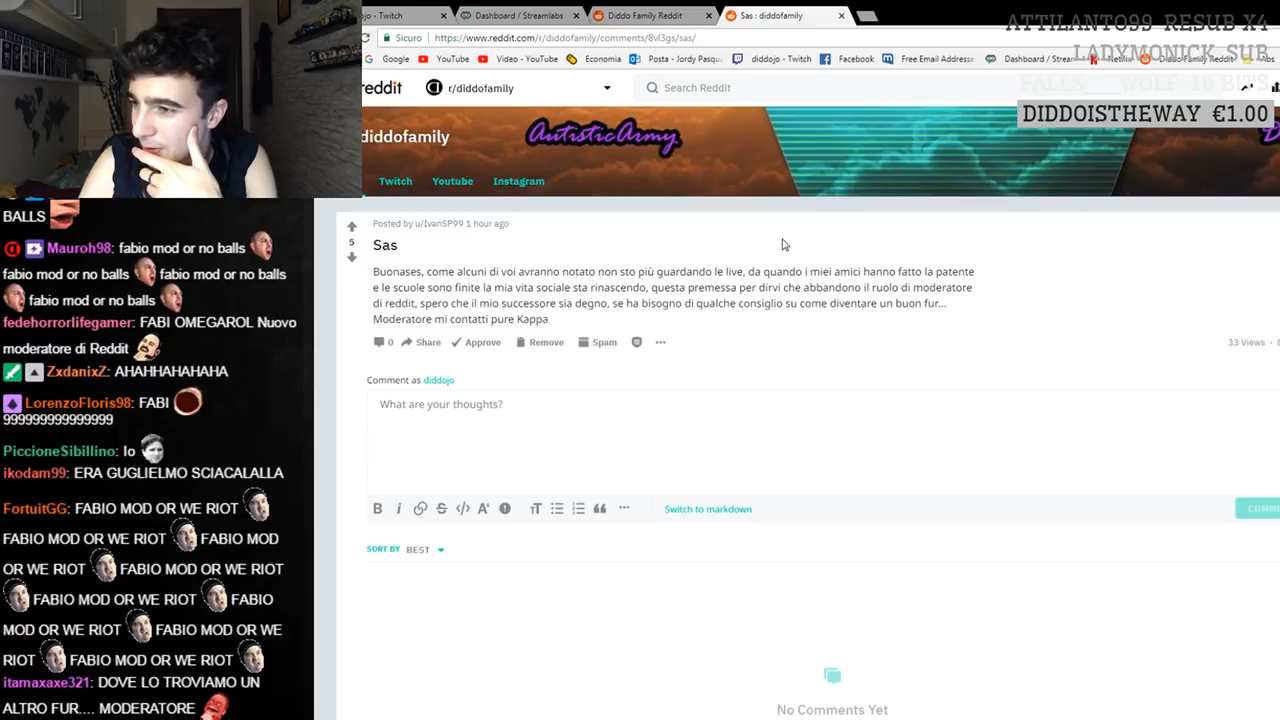 ojo - Twitch
Dashboard / Streamlabs
Diddo Family Reddit
Sas : diddofamily
Sicuro
https://www.reddit.com/r/diddofamily/comments/8vl3gs/sas/
Google
YouTube
Video - YouTube
Economia
Posta - Jordy Pasqu
diddojo - Twitch
Facebook
Free Email Addresse
Dashboard / Stream
Netflix
Diddo Family Reddit
ATTILANTO99 RESUB X4
LADYMONICK SUB
FALLS___WOLF 10 BITS
DIDDOISTHEWAY €1.00
reddit
r/diddofamily
Search Reddit
diddofamily
AutisticArmy
Twitch
Youtube
Instagram
BALLS
Mauroh98: fabio mod or no balls
fabio mod or no balls fabio mod or no balls
fabio mod or no balls
fedehorrorlifegamer: FABI OMEGAROL Nuovo
moderatore di Reddit
ZxdanixZ: AHAHHAHAHAHA
LorenzoFloris98: FABI
999999999999999
PiccioneSibillino: Io
ikodam99: ERA GUGLIELMO SCIACALALLA
FortuitGG: FABIO MOD OR WE RIOT
FABIO MOD OR WE RIOT FABIO MOD
OR WE RIOT FABIO MOD OR WE RIOT
FABIO MOD OR WE RIOT FABIO
MOD OR WE RIOT FABIO MOD OR WE
RIOT FABIO MOD OR WE RIOT
itamaxaxe321: DOVE LO TROVIAMO UN
ALTRO FUR.... MODERATORE
Posted by u/IvanSP99 1 hour ago
5
Sas
Buonases, come alcuni di voi avranno notato non sto più guardando le live, da quando i miei amici hanno fatto la patente
e le scuole sono finite la mia vita sociale sta rinascendo, questa premessa per dirvi che abbandono il ruolo di moderatore
di reddit, spero che il mio successore sia degno, se ha bisogno di qualche consiglio su come diventare un buon fur...
Moderatore mi contatti pure Kappa
0 Share Approve Remove Spam
33 Views · 8
Comment as diddojo
What are your thoughts?
Switch to markdown
COMM
SORT BY BEST
No Comments Yet